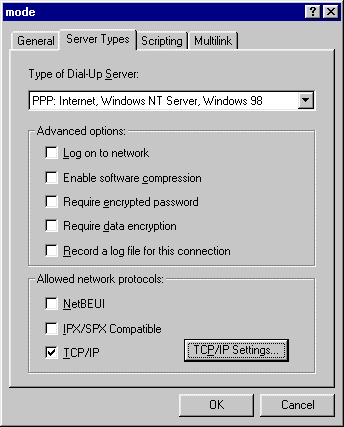 mode
General Server Types Scripting Multilink
Type of Dial-Up Server:
PPP: Internet, Windows NT Server, Windows 98
Advanced options:
Log on to network
Enable software compression
Require encrypted password
Require data encryption
Record a log file for this connection
Allowed network protocols:
NetBEUI
IPX/SPX Compatible
TCP/IP TCP/IP Settings...
OK Cancel